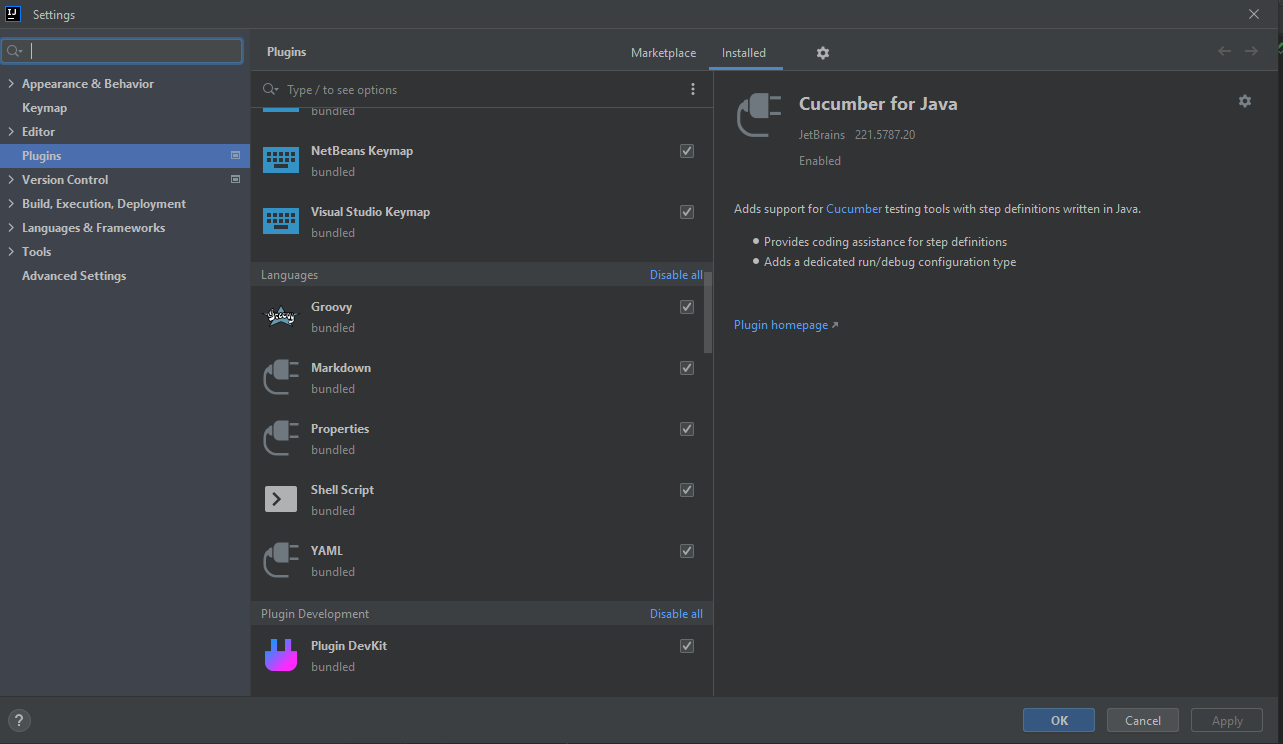 Settings
Plugins
Marketplace
Installed
Appearance & Behavior
Keymap
Editor
Plugins
Version Control
Build, Execution, Deployment
Languages & Frameworks
Tools
Advanced Settings
Type / to see options
bundled
NetBeans Keymap
bundled
Visual Studio Keymap
bundled
Languages Disable all
Groovy
bundled
Markdown
bundled
Properties
bundled
Shell Script
bundled
YAML
bundled
Plugin Development Disable all
Plugin DevKit
bundled
Cucumber for Java
JetBrains 221.5787.20
Enabled
Adds support for Cucumber testing tools with step definitions written in Java.
Provides coding assistance for step definitions
Adds a dedicated run/debug configuration type
Plugin homepage
? OK Cancel Apply